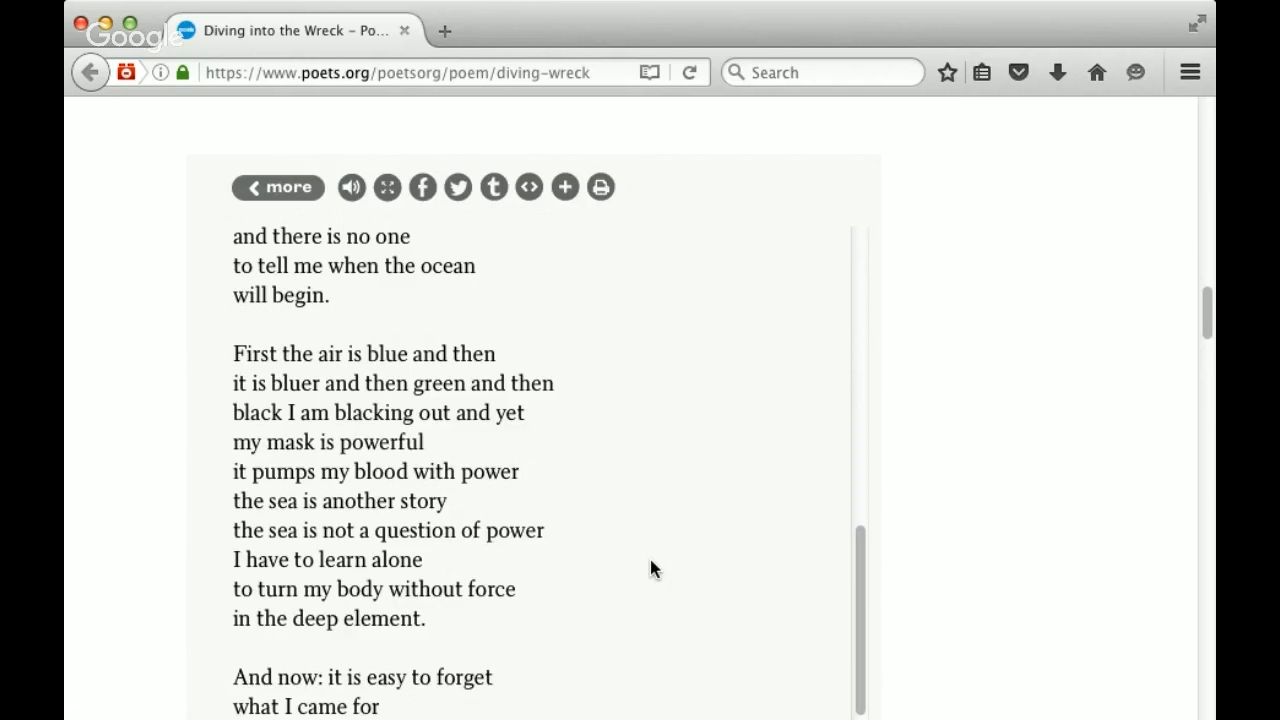 Google
Diving into the Wreck – Po...
https://www.poets.org/poetsorg/poem/diving-wreck
Search
more
and there is no one
to tell me when the ocean
will begin.
First the air is blue and then
it is bluer and then green and then
black I am blacking out and yet
my mask is powerful
it pumps my blood with power
the sea is another story
the sea is not a question of power
I have to learn alone
to turn my body without force
in the deep element.
And now: it is easy to forget
what I came for